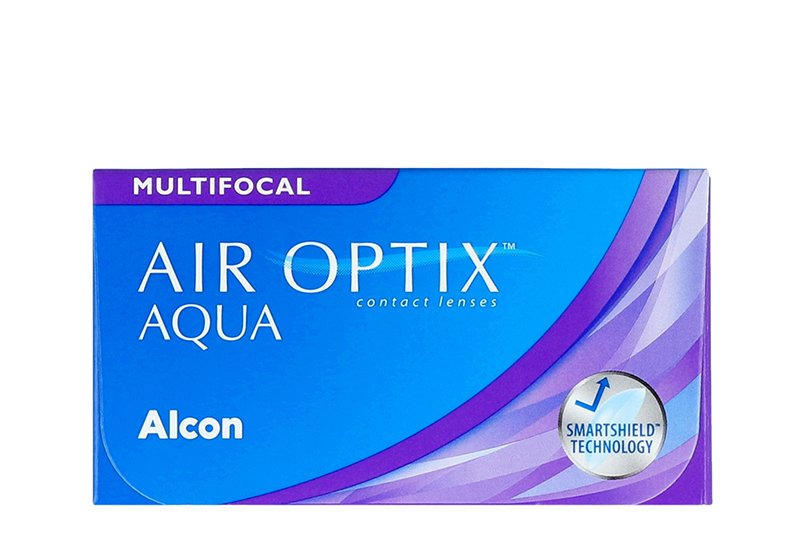 MULTIFOCAL
AIR OPTIX™
contact lenses
AQUA
Alcon
SMARTSHIELD™
TECHNOLOGY